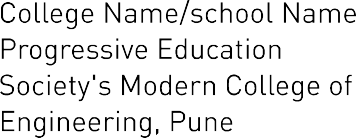 College Name/school Name
Progressive Education
Society's Modern College of
Engineering, Pune